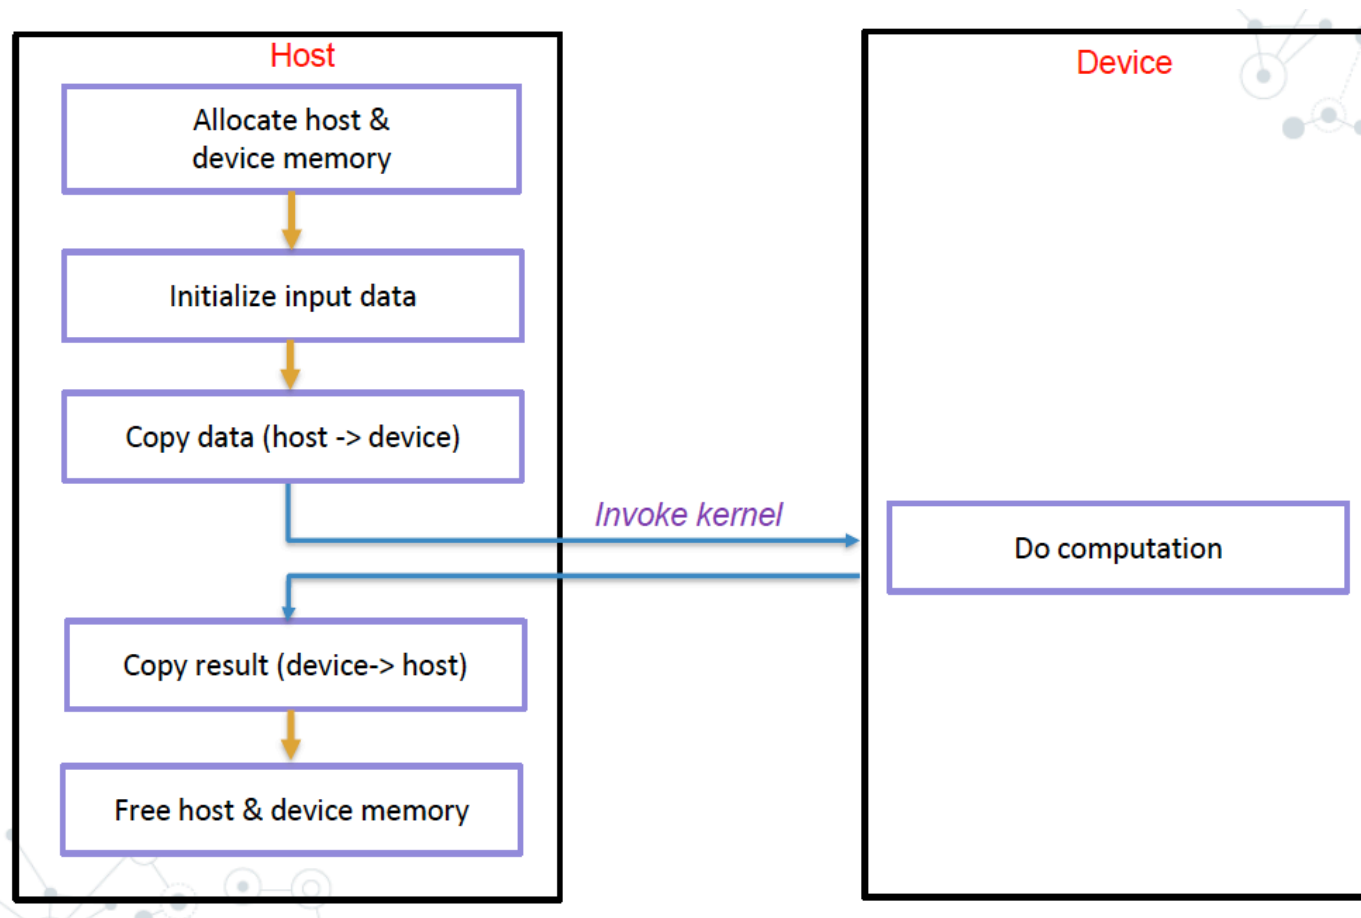 Host
Allocate host &
device memory
Initialize input data
Copy data (host -> device)
Invoke kernel
Copy result (device-> host)
Free host & device memory
Device
Do computation